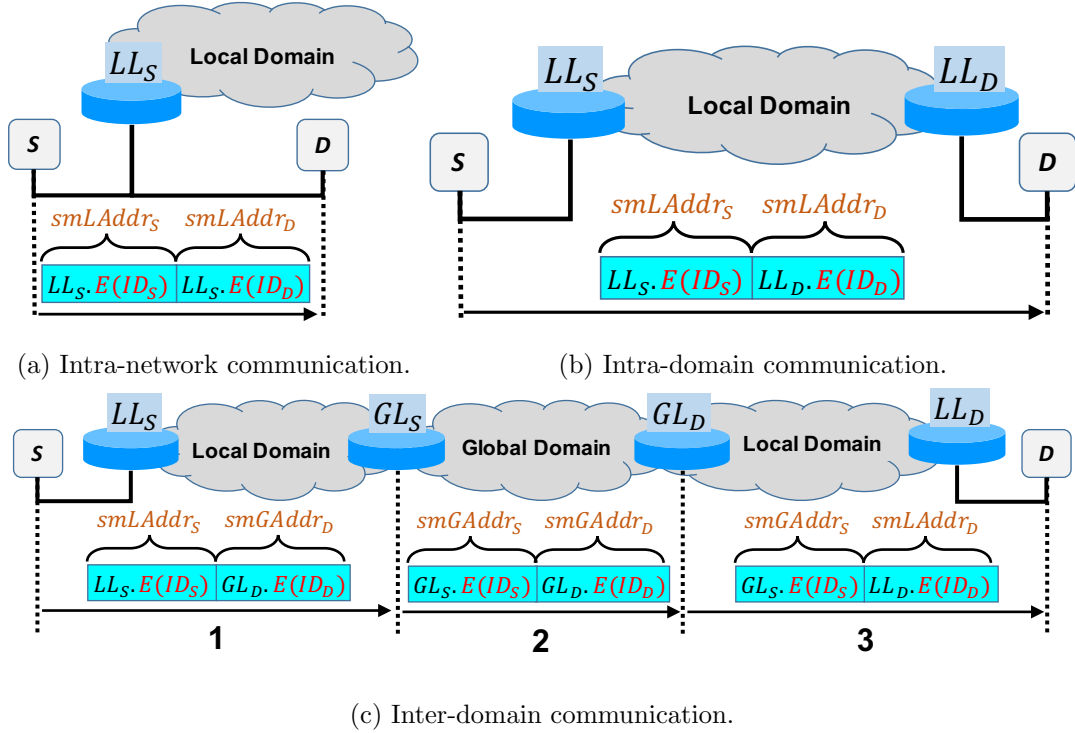 LL_S
Local Domain
S
D
smLAddr_S smLAddr_D
LL_S.E(ID_S) LL_S.E(ID_D)
(a) Intra-network communication.
LL_S
Local Domain
LL_D
S
D
smLAddr_S smLAddr_D
LL_S.E(ID_S) LL_D.E(ID_D)
(b) Intra-domain communication.
LL_S GL_S GL_D LL_D
S Local Domain Global Domain Local Domain D
smLAddr_S smGAddr_D smGAddr_S smGAddr_D smGAddr_S smLAddr_D
LL_S.E(ID_S) GL_D.E(ID_D) GL_S.E(ID_S) GL_D.E(ID_D) GL_S.E(ID_S) LL_D.E(ID_D)
1 2 3
(c) Inter-domain communication.